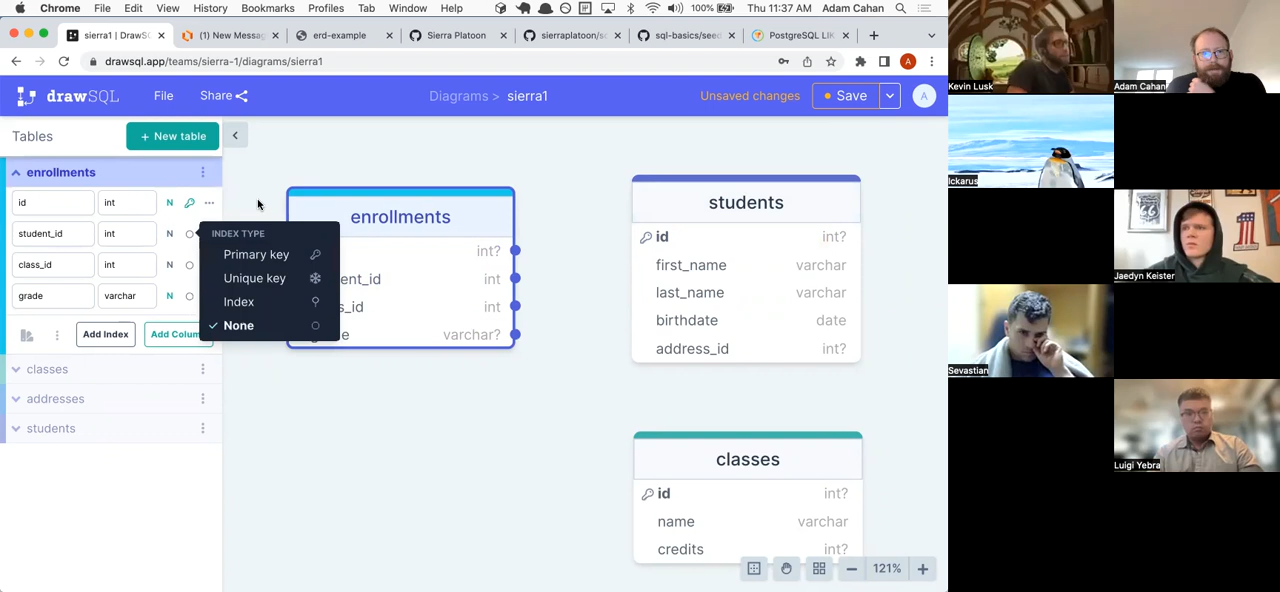 Chrome File Edit View History Bookmarks Profiles Tab Window Help 100% Thu 11:37 AM Adam Cahan
sierra1 | DrawSQ (1) New Messag erd-example Sierra Platoon sierraplatoon/sc sql-basics/seed PostgreSQL LIK
drawsql.app/teams/sierra-1/diagrams/sierra1 A
drawSQL File Share Diagrams > sierra1 Unsaved changes Save A
Tables + New table
enrollments
id int N
student_id int N
class_id int N
grade varchar N
Add Index Add Colum
classes
addresses
students
INDEX TYPE
Primary key
Unique key
Index
None
enrollments
int?
ent_id int
s_id int
e varchar?
students
id int?
first_name varchar
last_name varchar
birthdate date
address_id int?
classes
id int?
name varchar
credits int?
121%
Kevin Lusk
Adam Cahan
Ickarus
Jaedyn Keister
Sevastian
Luigi Yebra